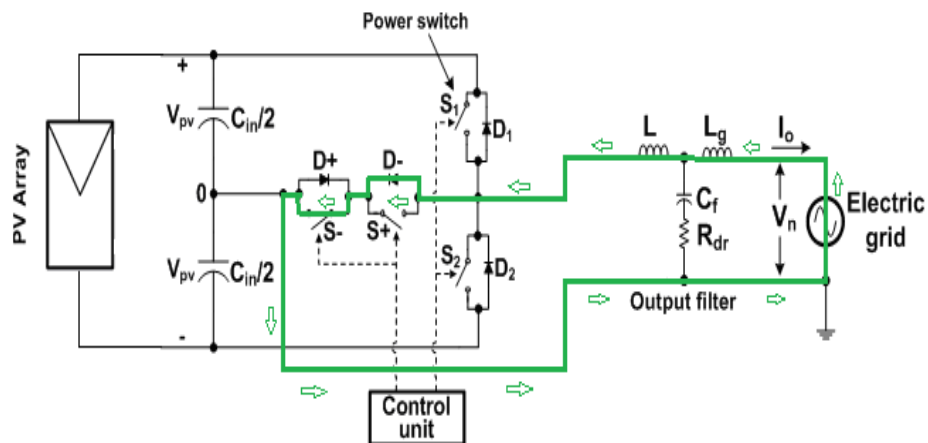 Power switch
+
S1
D1
Vpv
Cin/2
PV Array
0
D+
D-
S-
S+
L
Lg
Io
Cf
Rdr
Vn
Electric
grid
Vpv
Cin/2
S2
D2
Output filter
-
Control
unit